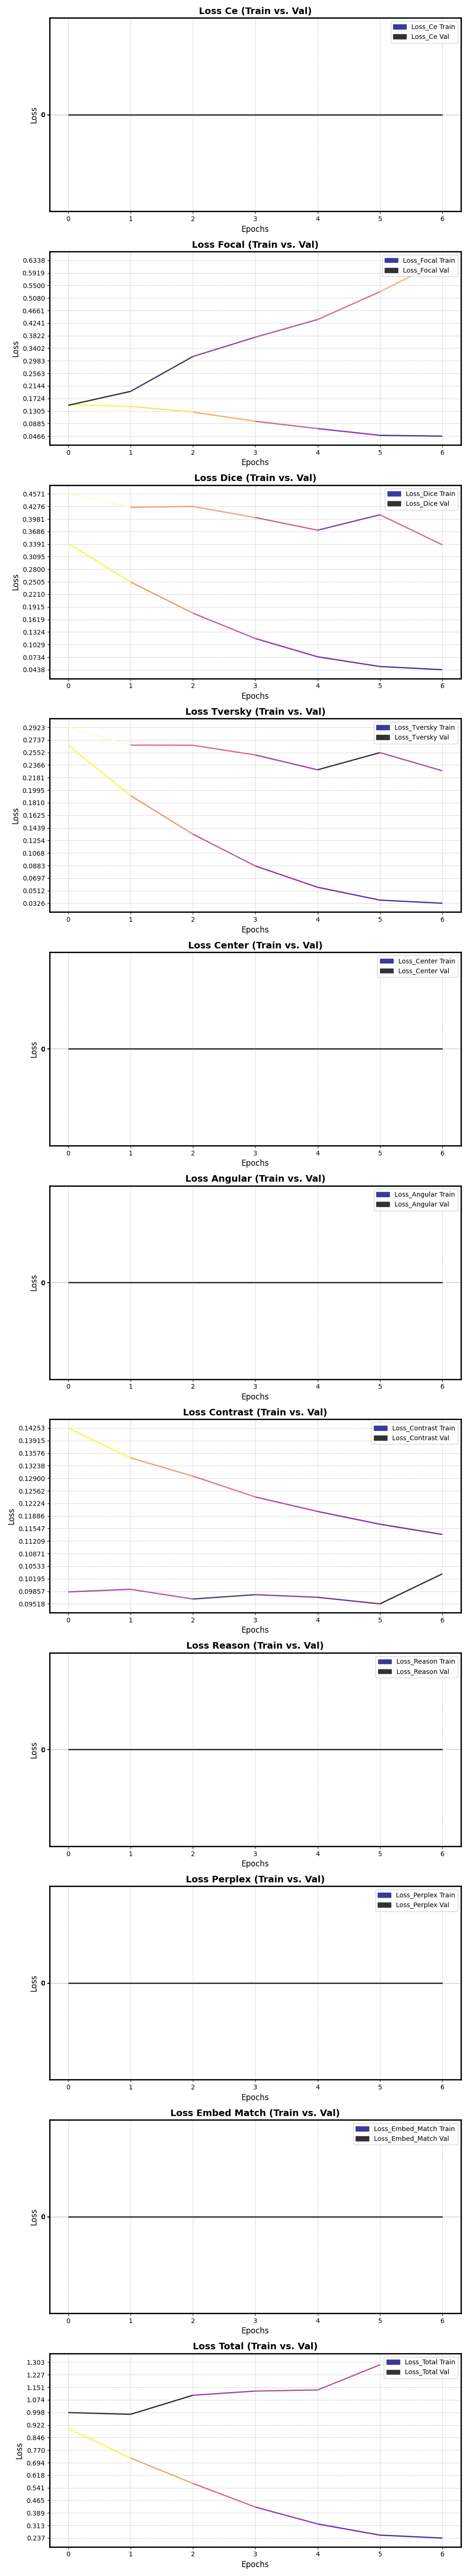 Loss Ce (Train vs. Val)
Loss_Ce Train
Loss_Ce Val
Loss
0
0 1 2 3 4 5 6
Epochs
Loss Focal (Train vs. Val)
Loss_Focal Train
Loss_Focal Val
Loss
0.6338
0.5919
0.5500
0.5080
0.4661
0.4241
0.3822
0.3402
0.2983
0.2563
0.2144
0.1724
0.1305
0.0885
0.0466
0 1 2 3 4 5 6
Epochs
Loss Dice (Train vs. Val)
Loss_Dice Train
Loss_Dice Val
Loss
0.4571
0.4276
0.3981
0.3686
0.3391
0.3095
0.2800
0.2505
0.2210
0.1915
0.1619
0.1324
0.1029
0.0734
0.0438
0 1 2 3 4 5 6
Epochs
Loss Tversky (Train vs. Val)
Loss_Tversky Train
Loss_Tversky Val
Loss
0.2923
0.2737
0.2552
0.2366
0.2181
0.1995
0.1810
0.1625
0.1439
0.1254
0.1068
0.0883
0.0697
0.0512
0.0326
0 1 2 3 4 5 6
Epochs
Loss Center (Train vs. Val)
Loss_Center Train
Loss_Center Val
Loss
0
0 1 2 3 4 5 6
Epochs
Loss Angular (Train vs. Val)
Loss_Angular Train
Loss_Angular Val
Loss
0
0 1 2 3 4 5 6
Epochs
Loss Contrast (Train vs. Val)
Loss_Contrast Train
Loss_Contrast Val
Loss
0.14253
0.13915
0.13576
0.13238
0.12900
0.12562
0.12224
0.11886
0.11547
0.11209
0.10871
0.10533
0.10195
0.09857
0.09518
0 1 2 3 4 5 6
Epochs
Loss Reason (Train vs. Val)
Loss_Reason Train
Loss_Reason Val
Loss
0
0 1 2 3 4 5 6
Epochs
Loss Perplex (Train vs. Val)
Loss_Perplex Train
Loss_Perplex Val
Loss
0
0 1 2 3 4 5 6
Epochs
Loss Embed Match (Train vs. Val)
Loss_Embed_Match Train
Loss_Embed_Match Val
Loss
0
0 1 2 3 4 5 6
Epochs
Loss Total (Train vs. Val)
Loss_Total Train
Loss_Total Val
Loss
1.303
1.227
1.151
1.074
0.998
0.922
0.846
0.770
0.694
0.618
0.541
0.465
0.389
0.313
0.237
0 1 2 3 4 5 6
Epochs